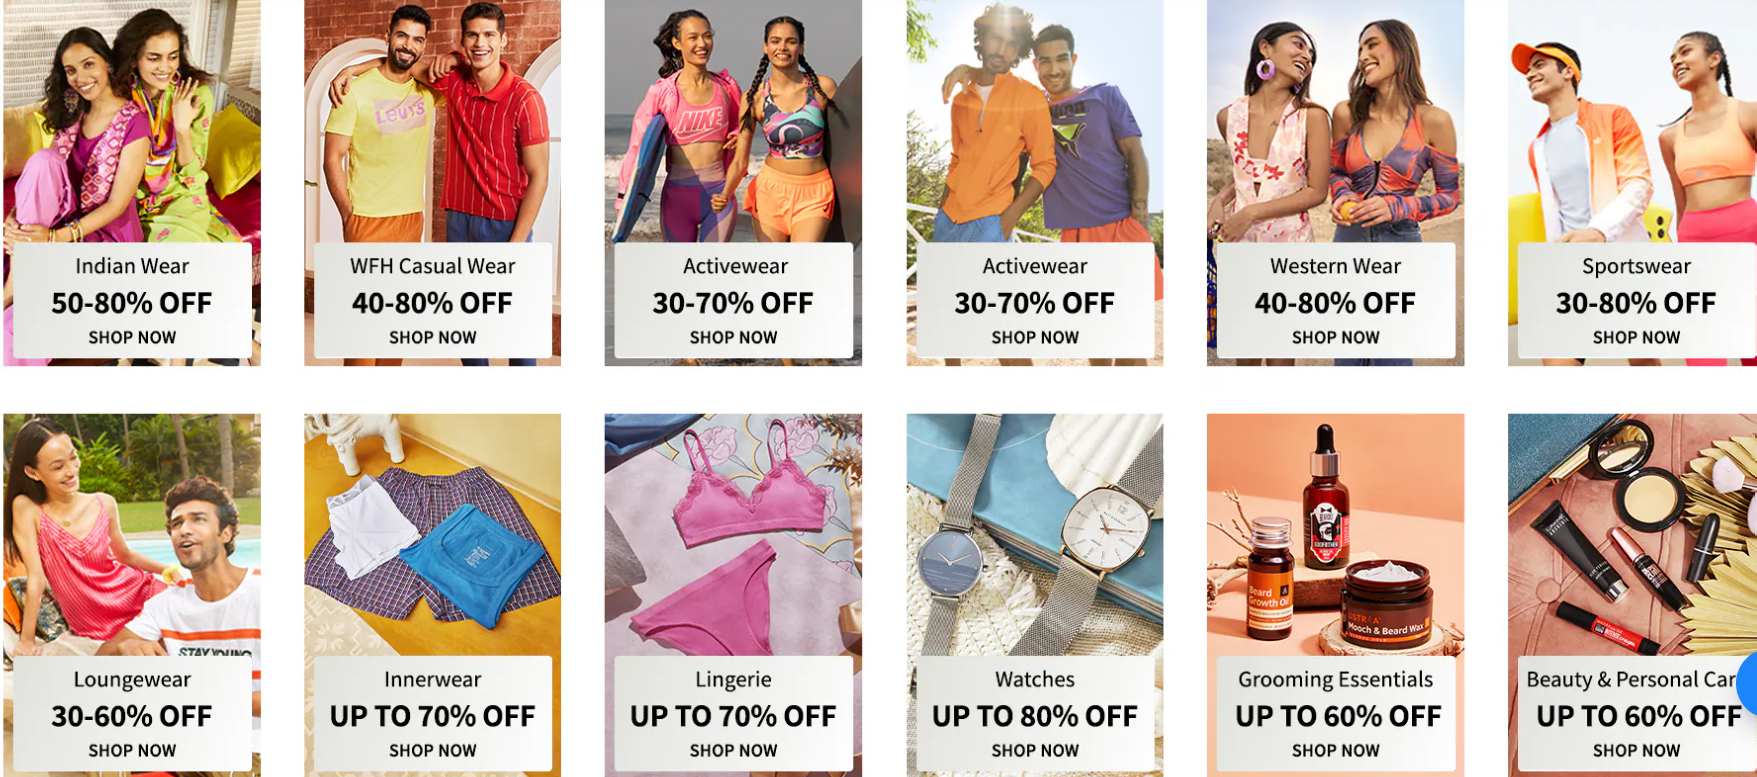 Levi's
NIKE
Indian Wear
50-80% OFF
SHOP NOW
WFH Casual Wear
40-80% OFF
SHOP NOW
Activewear
30-70% OFF
SHOP NOW
Activewear
30-70% OFF
SHOP NOW
Western Wear
40-80% OFF
SHOP NOW
Sportswear
30-80% OFF
SHOP NOW
STAY YOUNG
Beard
Growth Oil
Mooch & Beard Wax
Loungewear
30-60% OFF
SHOP NOW
Innerwear
UP TO 70% OFF
SHOP NOW
Lingerie
UP TO 70% OFF
SHOP NOW
Watches
UP TO 80% OFF
SHOP NOW
Grooming Essentials
UP TO 60% OFF
SHOP NOW
Beauty & Personal Car
UP TO 60% OFF
SHOP NOW